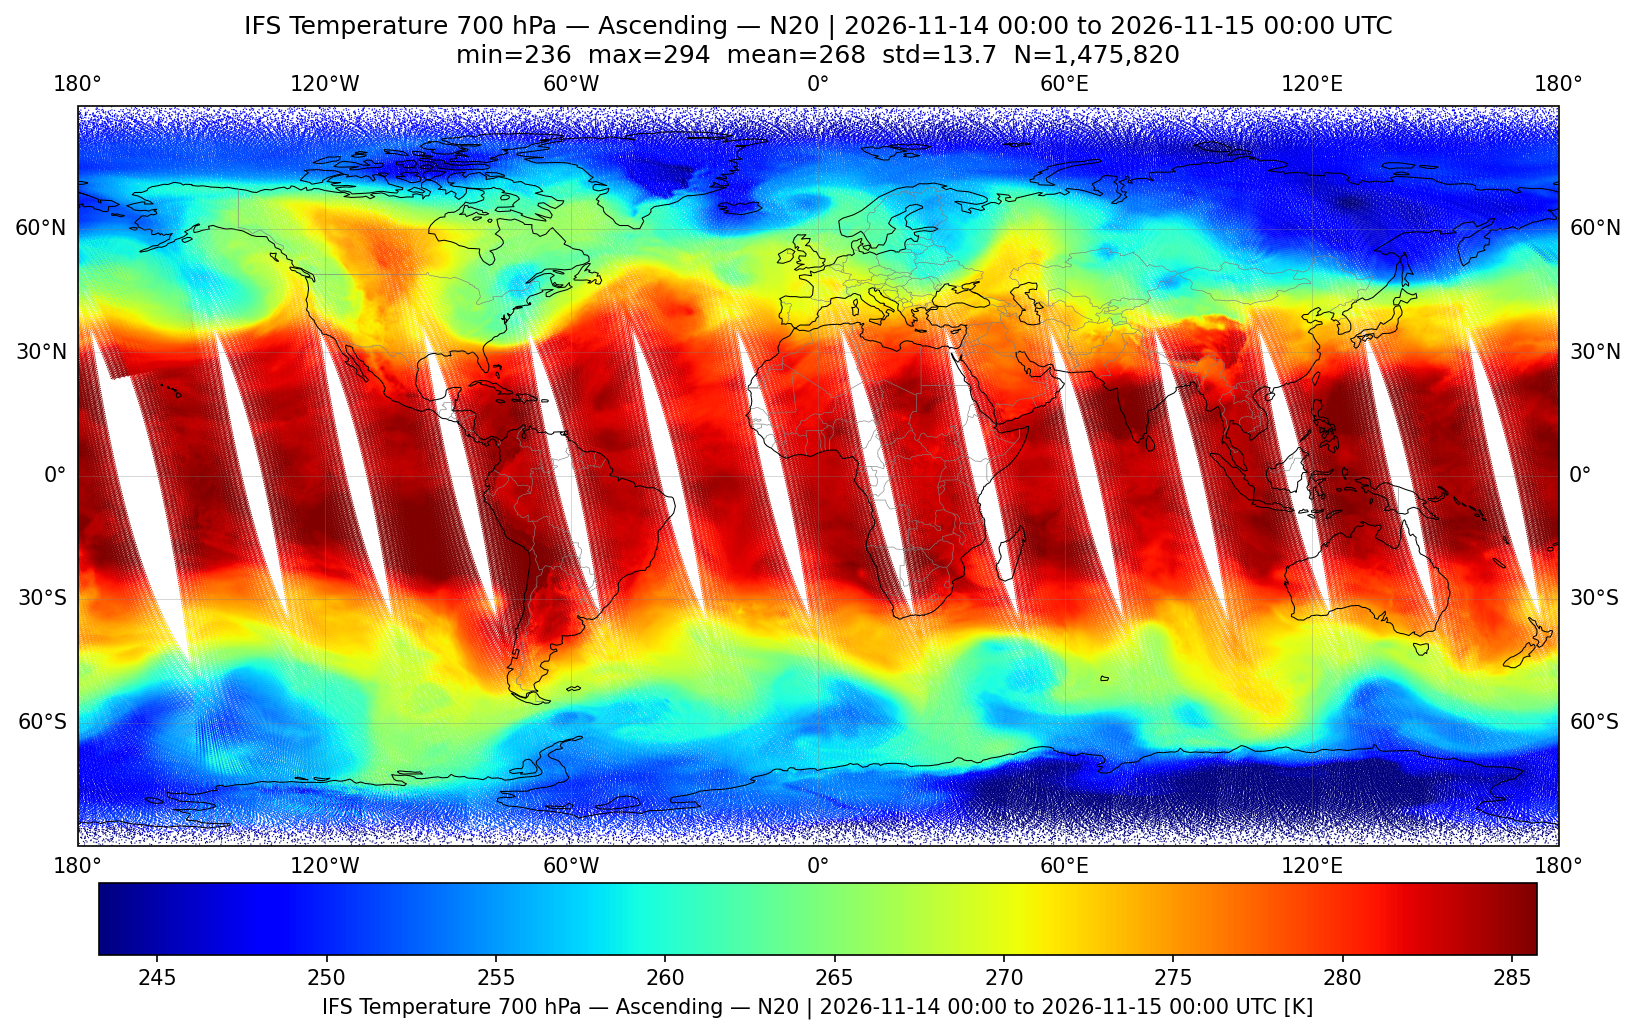 IFS Temperature 700 hPa — Ascending — N20 | 2026-11-14 00:00 to 2026-11-15 00:00 UTC
min=236 max=294 mean=268 std=13.7 N=1,475,820
180° 120°W 60°W 0° 60°E 120°E 180°
60°N 60°N
30°N 30°N
0° 0°
30°S 30°S
60°S 60°S
180° 120°W 60°W 0° 60°E 120°E 180°
245 250 255 260 265 270 275 280 285
IFS Temperature 700 hPa — Ascending — N20 | 2026-11-14 00:00 to 2026-11-15 00:00 UTC [K]